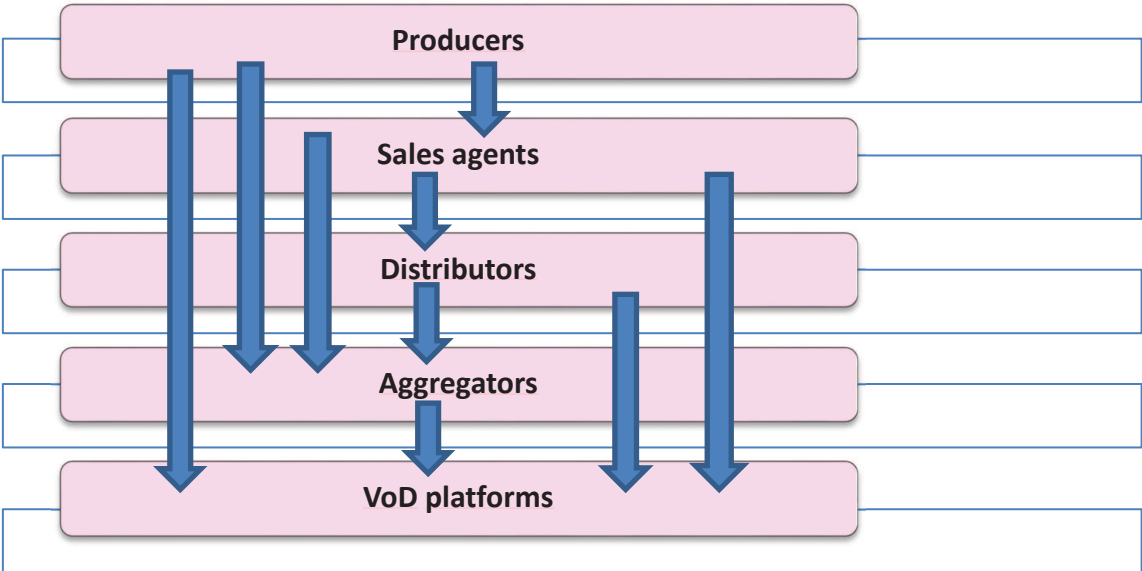 Producers
Sales agents
Distributors
Aggregators
VoD platforms